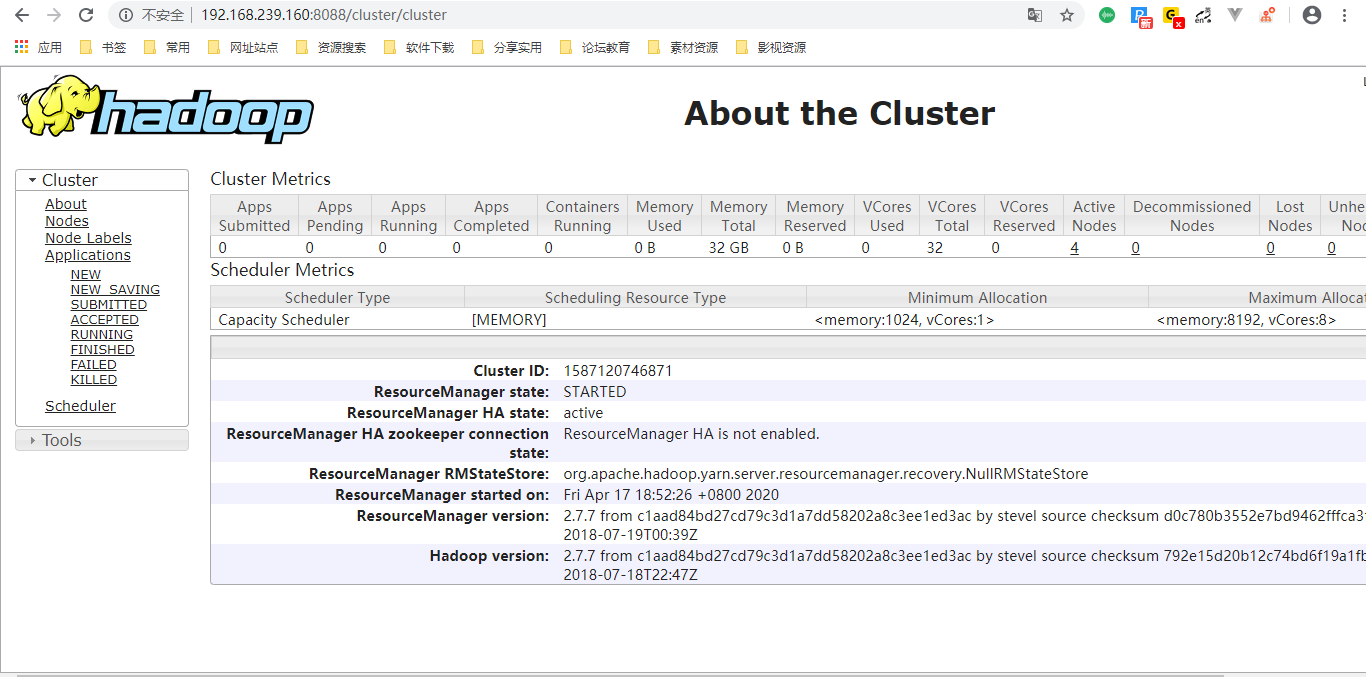 不安全 192.168.239.160:8088/cluster/cluster
应用 书签 常用 网址站点 资源搜索 软件下载 分享实用 论坛教育 素材资源 影视资源
hadoop
About the Cluster
Cluster
About
Nodes
Node Labels
Applications
NEW
NEW_SAVING
SUBMITTED
ACCEPTED
RUNNING
FINISHED
FAILED
KILLED
Scheduler
Tools
Cluster Metrics
Apps Submitted Apps Pending Apps Running Apps Completed Containers Running Memory Used Memory Total Memory Reserved VCores Used VCores Total VCores Reserved Active Nodes Decommissioned Nodes Lost Nodes
0 0 0 0 0 0 B 32 GB 0 B 0 32 0 4 0 0 0
Scheduler Metrics
Scheduler Type Scheduling Resource Type Minimum Allocation Maximum
Capacity Scheduler [MEMORY] <memory:1024, vCores:1> <memory:8192, vCores:8>
Cluster ID: 1587120746871
ResourceManager state: STARTED
ResourceManager HA state: active
ResourceManager HA zookeeper connection state: ResourceManager HA is not enabled.
ResourceManager RMStateStore: org.apache.hadoop.yarn.server.resourcemanager.recovery.NullRMStateStore
ResourceManager started on: Fri Apr 17 18:52:26 +0800 2020
ResourceManager version: 2.7.7 from c1aad84bd27cd79c3d1a7dd58202a8c3ee1ed3ac by stevel source checksum
2018-07-19T00:39Z
Hadoop version: 2.7.7 from c1aad84bd27cd79c3d1a7dd58202a8c3ee1ed3ac by stevel source checksum
2018-07-18T22:47Z